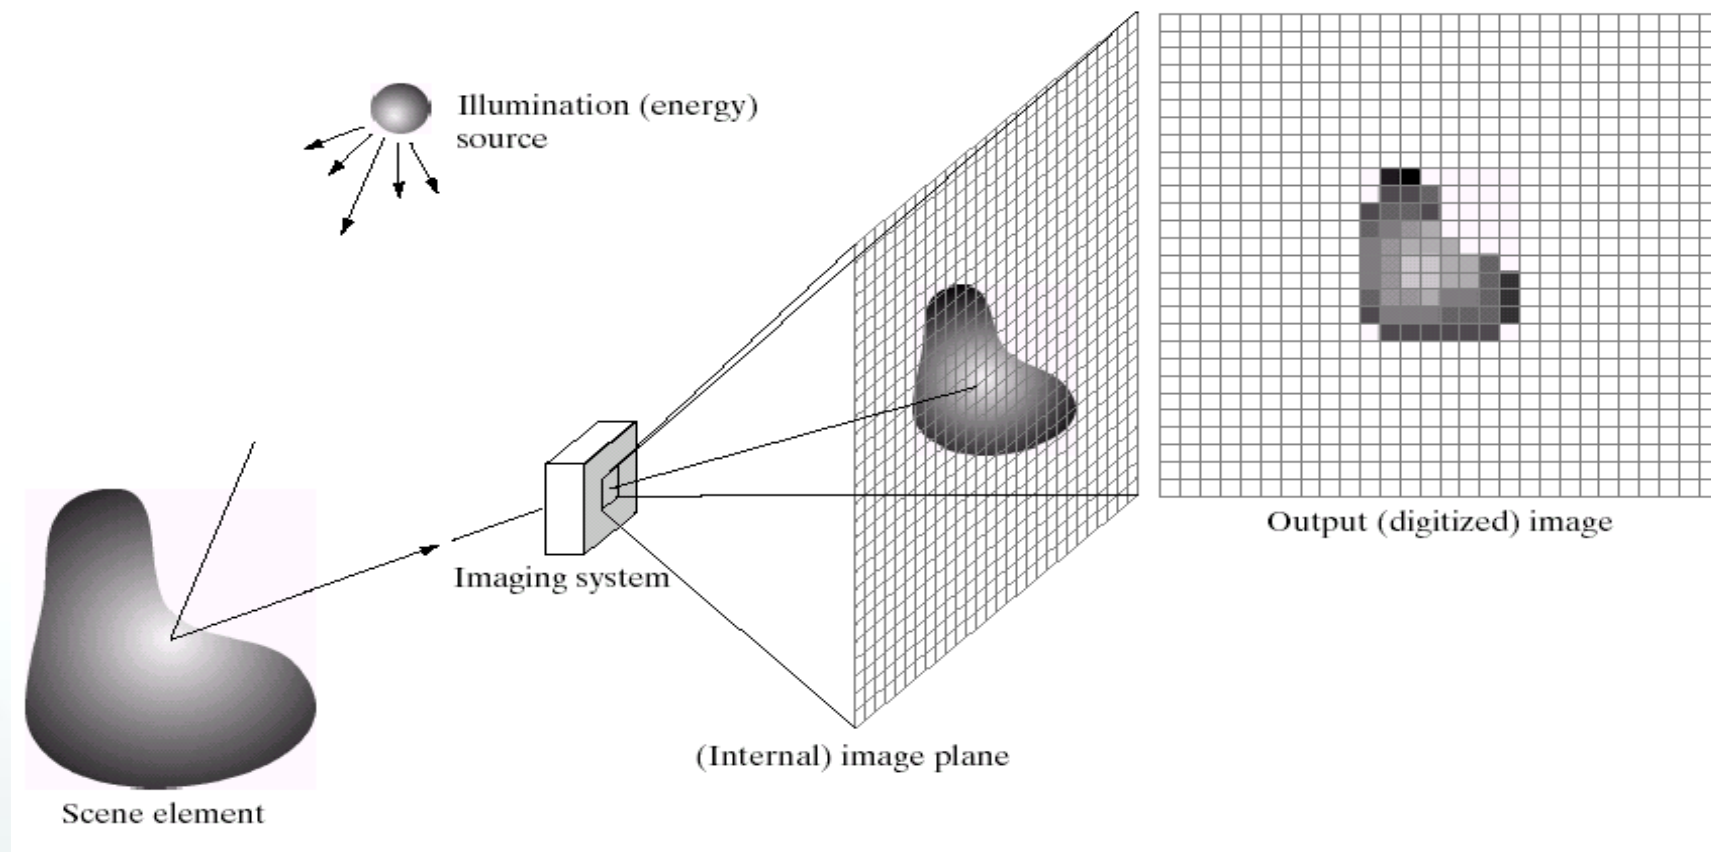 Illumination (energy)
source
Output (digitized) image
Imaging system
(Internal) image plane
Scene element